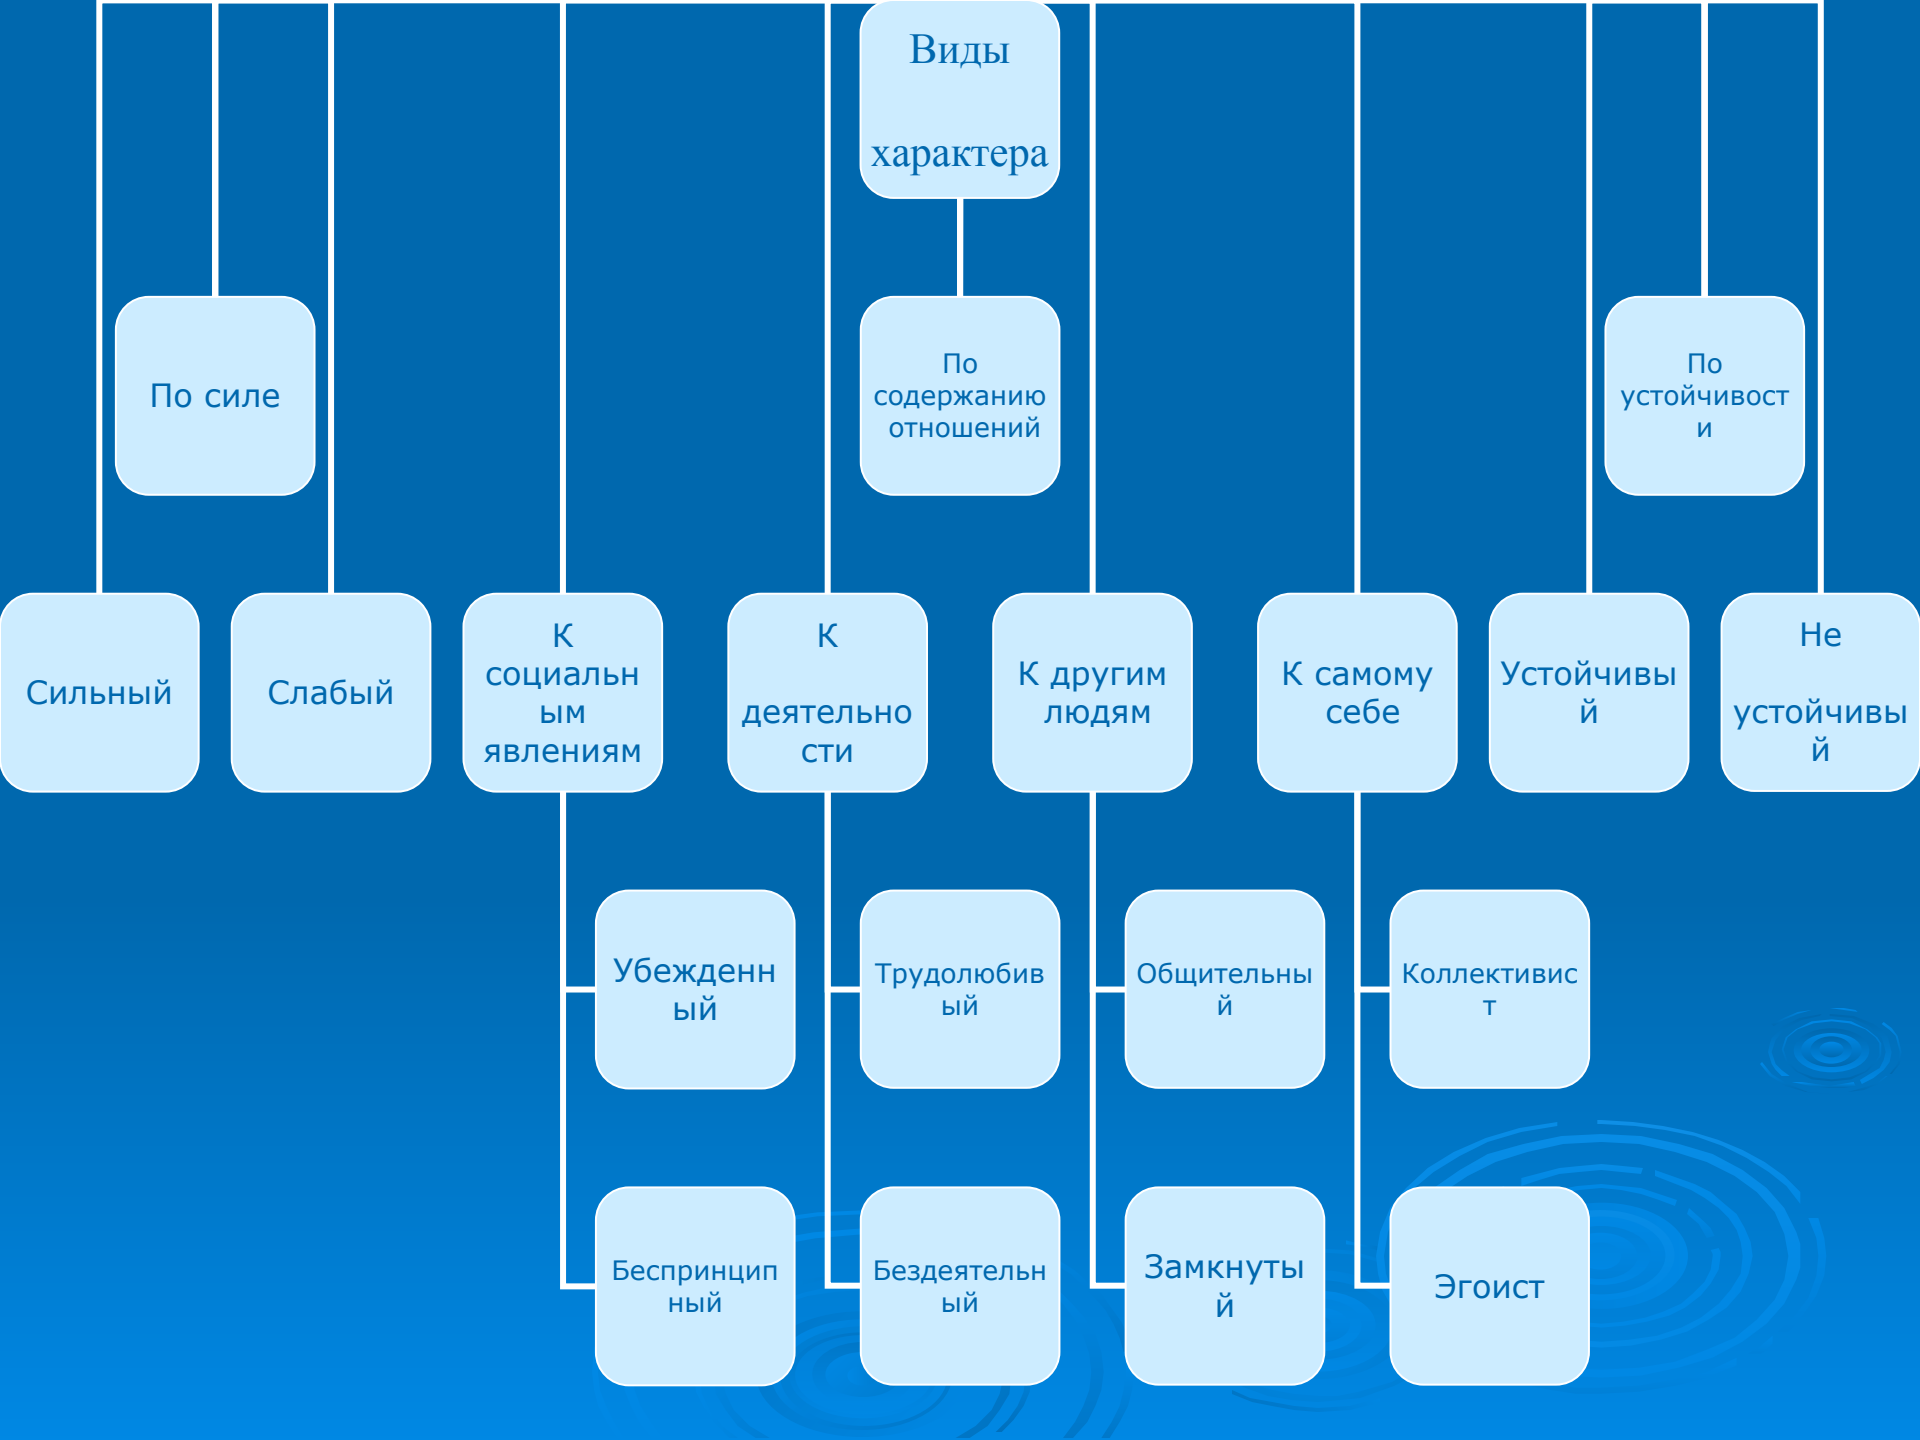 Виды
характера
По силе
По
содержанию
отношений
По
устойчивост
и
Сильный
Слабый
К
социальн
ым
явлениям
К
деятельно
сти
К другим
людям
К самому
себе
Устойчивы
й
Не
устойчивы
й
Убежденн
ый
Трудолюбив
ый
Общительны
й
Коллективис
т
Беспринцип
ный
Бездеятельн
ый
Замкнуты
й
Эгоист